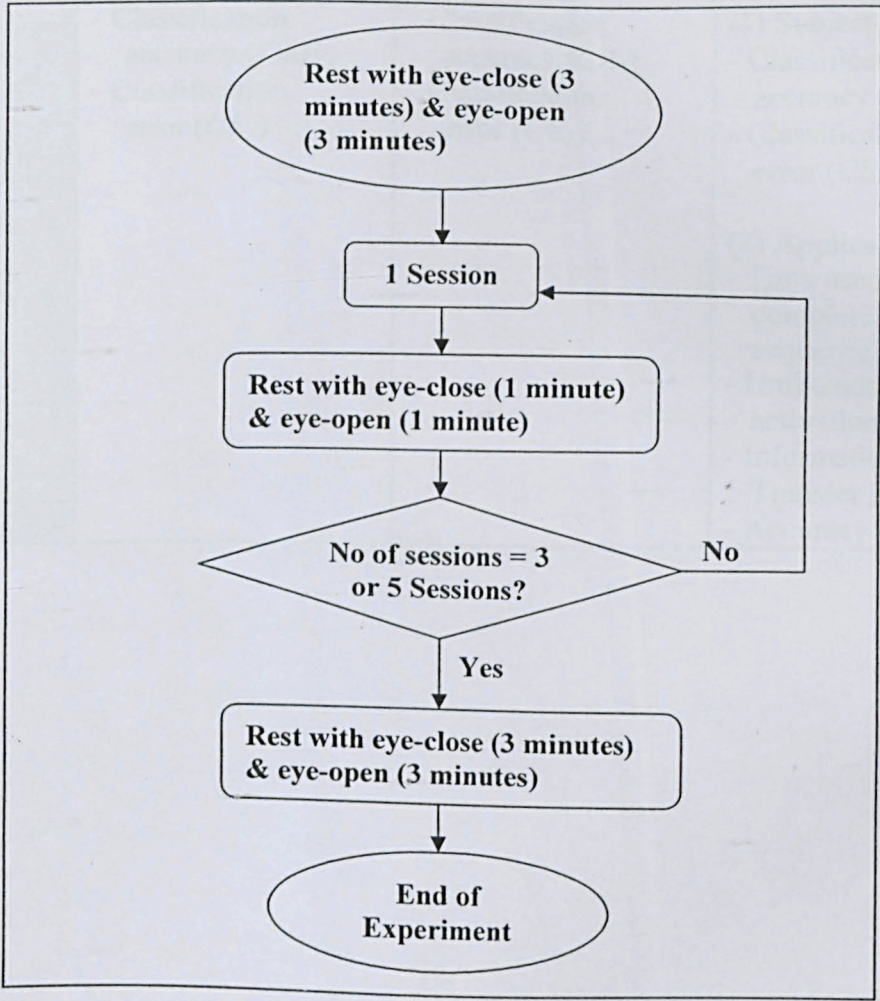 Rest with eye-close (3
minutes) & eye-open
(3 minutes)
1 Session
Rest with eye-close (1 minute)
& eye-open (1 minute)
No of sessions = 3
or 5 Sessions?
No
Yes
Rest with eye-close (3 minutes)
& eye-open (3 minutes)
End of
Experiment